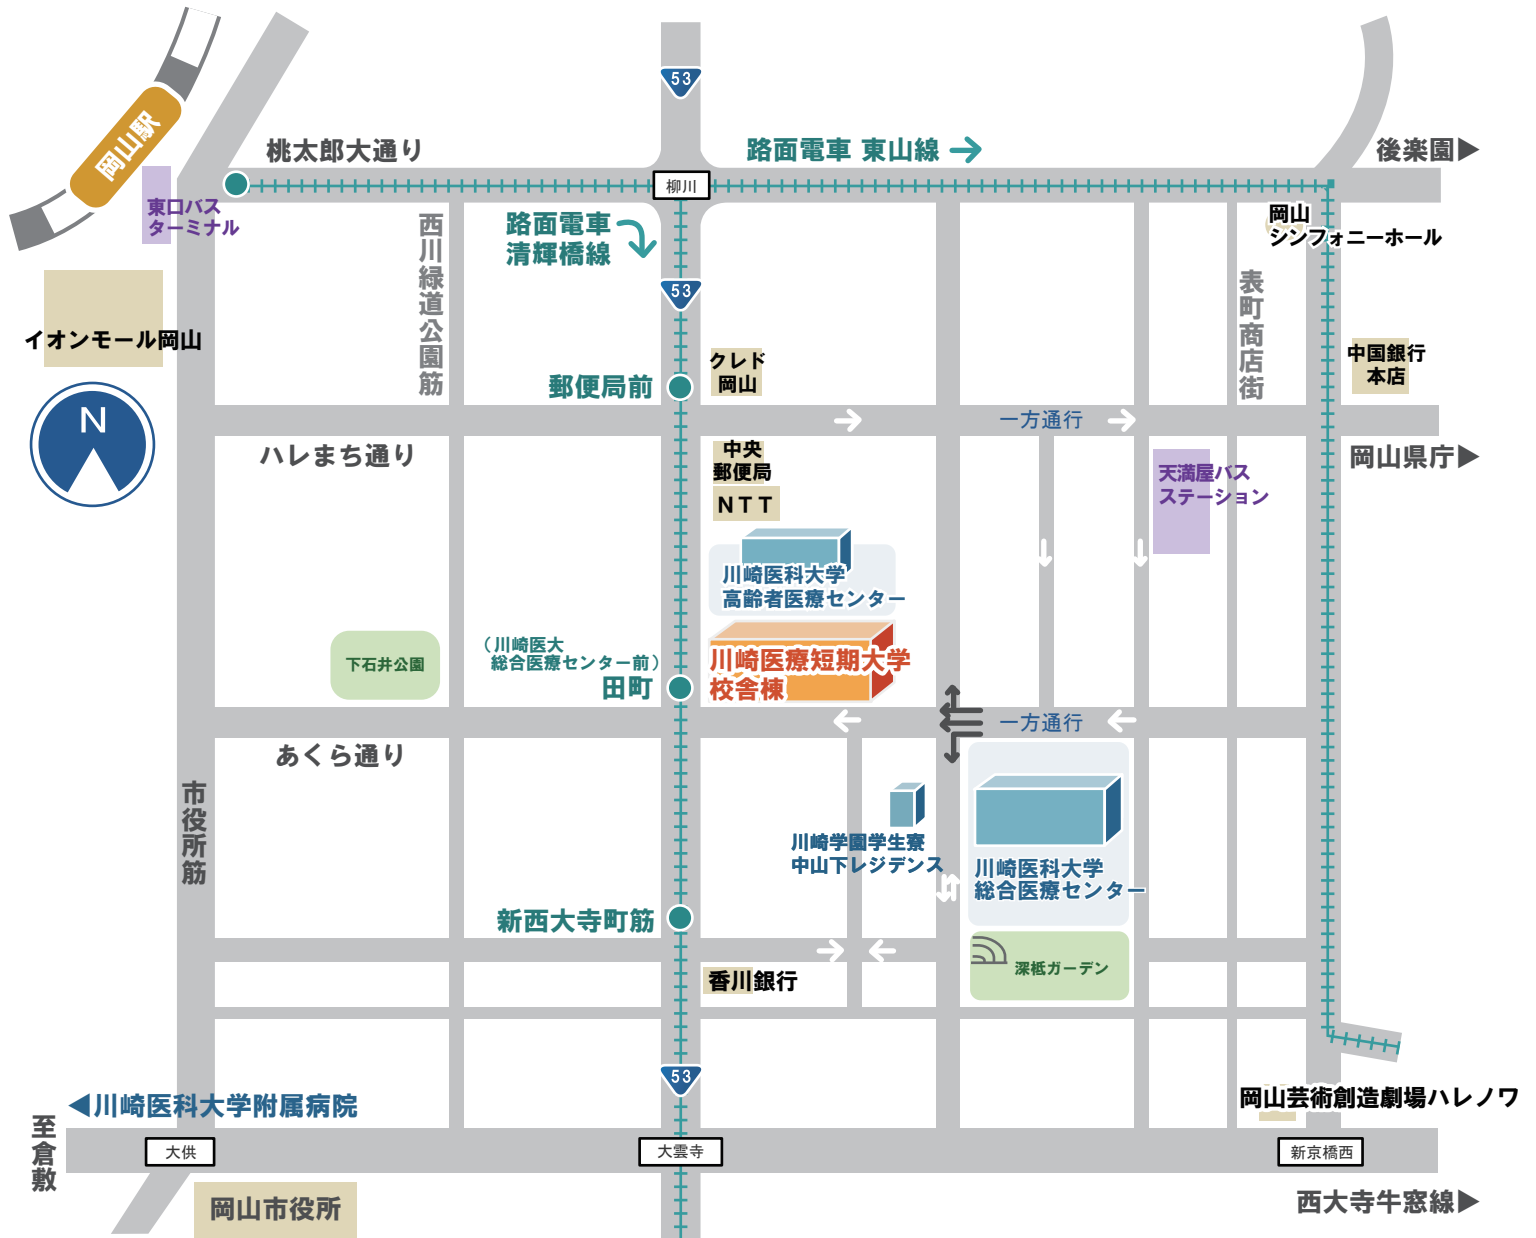 53
岡山駅
桃太郎大通り
路面電車 東山線
後楽園▶
柳川
東口バス
ターミナル
西川緑道公園筋
路面電車
清輝橋線
岡山
シンフォニーホール
53
表町商店街
イオンモール岡山
クレド
岡山
中国銀行
本店
郵便局前
N
一方通行
ハレまち通り
中央
郵便局
岡山県庁▶
天満屋バス
ステーション
NTT
川崎医科大学
高齢者医療センター
(川崎医大
総合医療センター前)
田町
下石井公園
川崎医療短期大学
校舎棟
一方通行
あくら通り
市役所筋
川崎学園学生寮
中山下レジデンス
川崎医科大学
総合医療センター
新西大寺町筋
深柢ガーデン
香川銀行
53
◀川崎医科大学附属病院
岡山芸術創造劇場ハレノワ
至倉敷
大供
大雲寺
新京橋西
岡山市役所
西大寺牛窓線▶